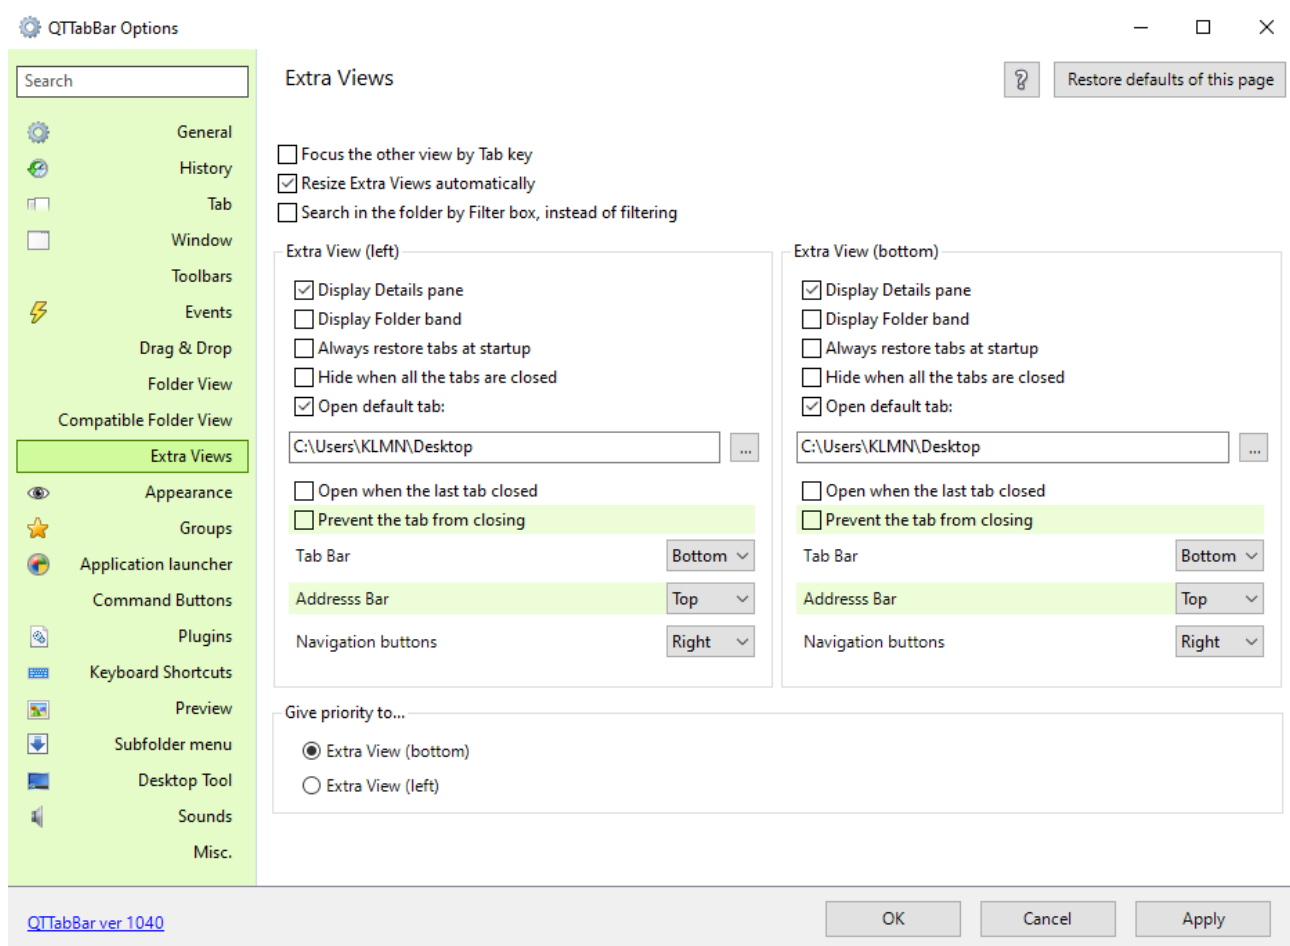 QTTabBar Options
Search
General
History
Tab
Window
Toolbars
Events
Drag & Drop
Folder View
Compatible Folder View
Extra Views
Appearance
Groups
Application launcher
Command Buttons
Plugins
Keyboard Shortcuts
Preview
Subfolder menu
Desktop Tool
Sounds
Misc.
QTTabBar ver 1040
Extra Views
?
Restore defaults of this page
Focus the other view by Tab key
Resize Extra Views automatically
Search in the folder by Filter box, instead of filtering
Extra View (left)
Display Details pane
Display Folder band
Always restore tabs at startup
Hide when all the tabs are closed
Open default tab:
C:\Users\KLMN\Desktop
...
Open when the last tab closed
Prevent the tab from closing
Tab Bar Bottom
Addresss Bar Top
Navigation buttons Right
Extra View (bottom)
Display Details pane
Display Folder band
Always restore tabs at startup
Hide when all the tabs are closed
Open default tab:
C:\Users\KLMN\Desktop
...
Open when the last tab closed
Prevent the tab from closing
Tab Bar Bottom
Addresss Bar Top
Navigation buttons Right
Give priority to...
Extra View (bottom)
Extra View (left)
OK
Cancel
Apply